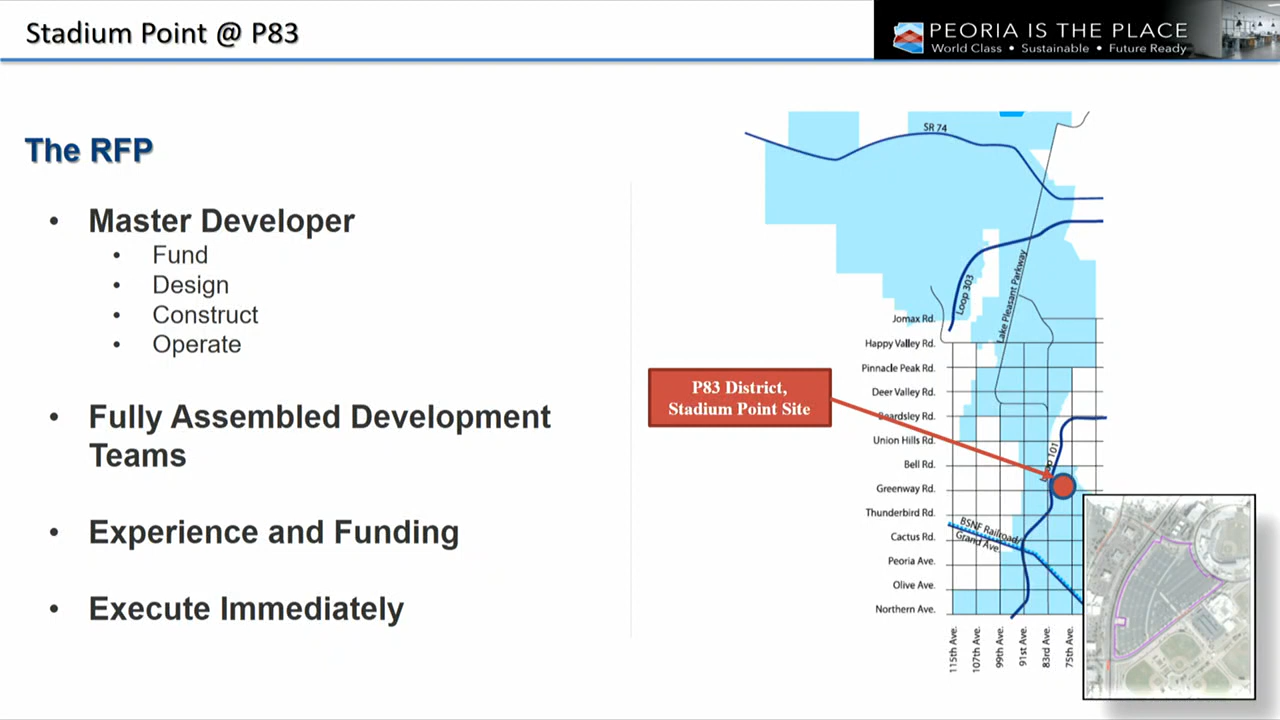 Stadium Point @ P83
PEORIA IS THE PLACE
World Class • Sustainable • Future Ready
The RFP
• Master Developer
• Fund
• Design
• Construct
• Operate
• Fully Assembled Development
Teams
• Experience and Funding
• Execute Immediately
SR 74
Loop 303
Lake Pleasant Parkway
Jomax Rd.
Happy Valley Rd.
Pinnacle Peak Rd.
P83 District,
Stadium Point Site
Deer Valley Rd.
Beardsley Rd.
Union Hills Rd.
Loop 101
Bell Rd.
Greenway Rd.
Thunderbird Rd.
BSNF Railroad/
Grand Ave.
Cactus Rd.
Peoria Ave.
Olive Ave.
Northern Ave.
115th Ave.
107th Ave.
99th Ave.
91st Ave.
83rd Ave.
75th Ave.